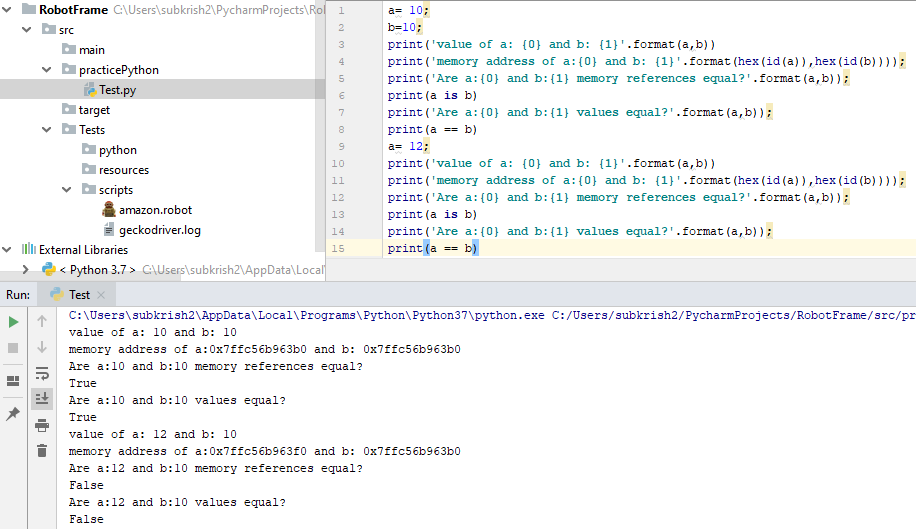 RobotFrame C:\Users\subkrish2\PycharmProjects\Rob
src
main
practicePython
Test.py
target
Tests
python
resources
scripts
amazon.robot
geckodriver.log
External Libraries
< Python 3.7 > C:\Users\subkrish2\AppData\Local\
1 a= 10;
2 b=10;
3 print('value of a: {0} and b: {1}'.format(a,b))
4 print('memory address of a:{0} and b: {1}'.format(hex(id(a)),hex(id(b))));
5 print('Are a:{0} and b:{1} memory references equal?'.format(a,b));
6 print(a is b)
7 print('Are a:{0} and b:{1} values equal?'.format(a,b));
8 print(a == b)
9 a= 12;
10 print('value of a: {0} and b: {1}'.format(a,b))
11 print('memory address of a:{0} and b: {1}'.format(hex(id(a)),hex(id(b))));
12 print('Are a:{0} and b:{1} memory references equal?'.format(a,b));
13 print(a is b)
14 print('Are a:{0} and b:{1} values equal?'.format(a,b));
15 print(a == b)
Run: Test
C:\Users\subkrish2\AppData\Local\Programs\Python\Python37\python.exe C:/Users/subkrish2/PycharmProjects/RobotFrame/src/pr
value of a: 10 and b: 10
memory address of a:0x7ffc56b963b0 and b: 0x7ffc56b963b0
Are a:10 and b:10 memory references equal?
True
Are a:10 and b:10 values equal?
True
value of a: 12 and b: 10
memory address of a:0x7ffc56b963f0 and b: 0x7ffc56b963b0
Are a:12 and b:10 memory references equal?
False
Are a:12 and b:10 values equal?
False